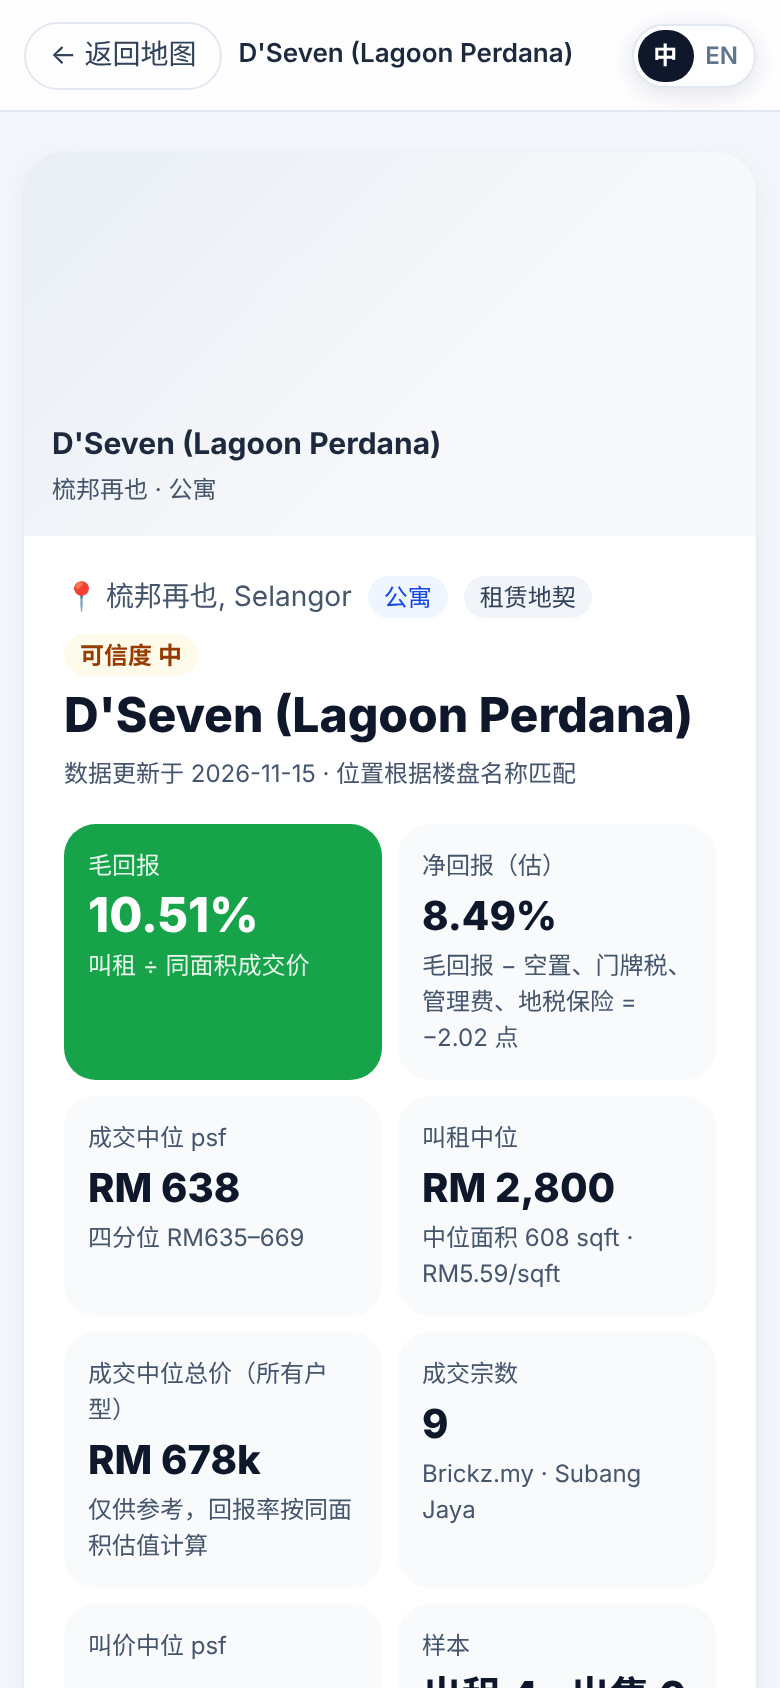 ← 返回地图
D'Seven (Lagoon Perdana)
中 EN
D'Seven (Lagoon Perdana)
梳邦再也 · 公寓
📍 梳邦再也, Selangor 公寓 租赁地契
可信度 中
D'Seven (Lagoon Perdana)
数据更新于 2026-11-15 · 位置根据楼盘名称匹配
毛回报
10.51%
叫租 ÷ 同面积成交价
净回报（估）
8.49%
毛回报 − 空置、门牌税、
管理费、地税保险 =
−2.02 点
成交中位 psf
RM 638
四分位 RM635–669
叫租中位
RM 2,800
中位面积 608 sqft ·
RM5.59/sqft
成交中位总价（所有户
型）
RM 678k
仅供参考，回报率按同面
积估值计算
成交宗数
9
Brickz.my · Subang
Jaya
叫价中位 psf
样本